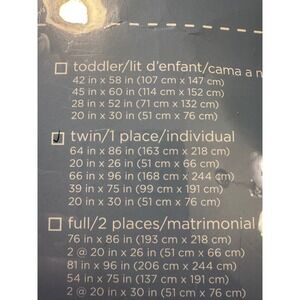 toddler/lit d'enfant/cama a n
42 in x 58 in (107 cm x 147 cm)
45 in x 60 in (114 cm x 152 cm)
28 in x 52 in (71 cm x 132 cm)
20 in x 30 in (51 cm x 76 cm)
twin/1 place/individual
64 in x 86 in (163 cm x 218 cm)
20 in x 26 in (51 cm x 66 cm)
66 in x 96 in (168 cm x 244 cm)
39 in x 75 in (99 cm x 191 cm)
20 in x 30 in (51 cm x 76 cm)
full/2 places/matrimonial
76 in x 86 in (193 cm x 218 cm)
2 @ 20 in x 26 in (51 cm x 66 cm)
81 in x 96 in (206 cm x 244 cm)
54 in x 75 in (137 cm x 191 cm)
2 @ 20 in x 30 in (51 cm x 76 cm)